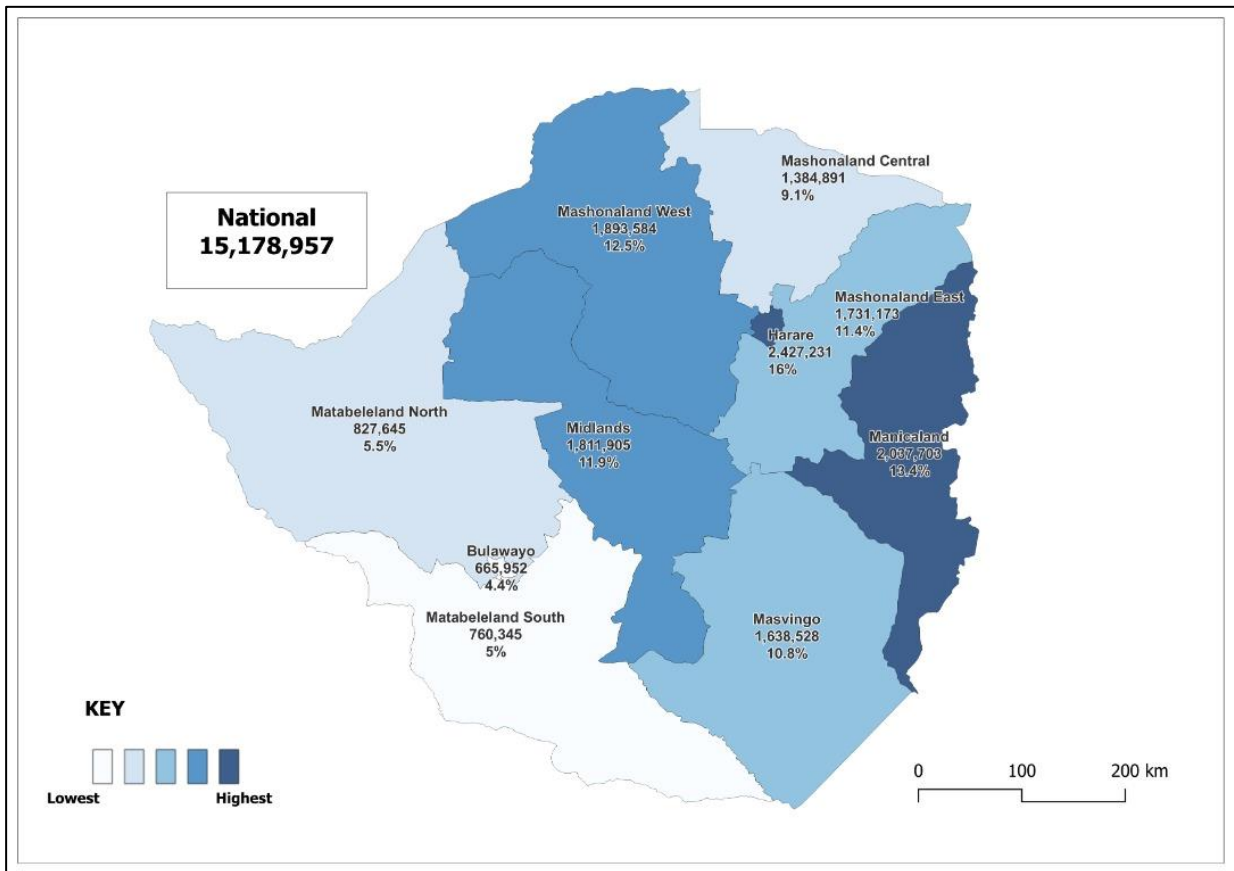 National
15,178,957
Mashonaland Central
1,384,891
9.1%
Mashonaland West
1,893,584
12.5%
Mashonaland East
1,731,173
11.4%
Harare
2,427,231
16%
Matabeleland North
827,645
5.5%
Midlands
1,811,905
11.9%
Manicaland
2,037,703
13.4%
Bulawayo
665,952
4.4%
Matabeleland South
760,345
5%
Masvingo
1,638,528
10.8%
KEY
Lowest Highest
0 100 200 km